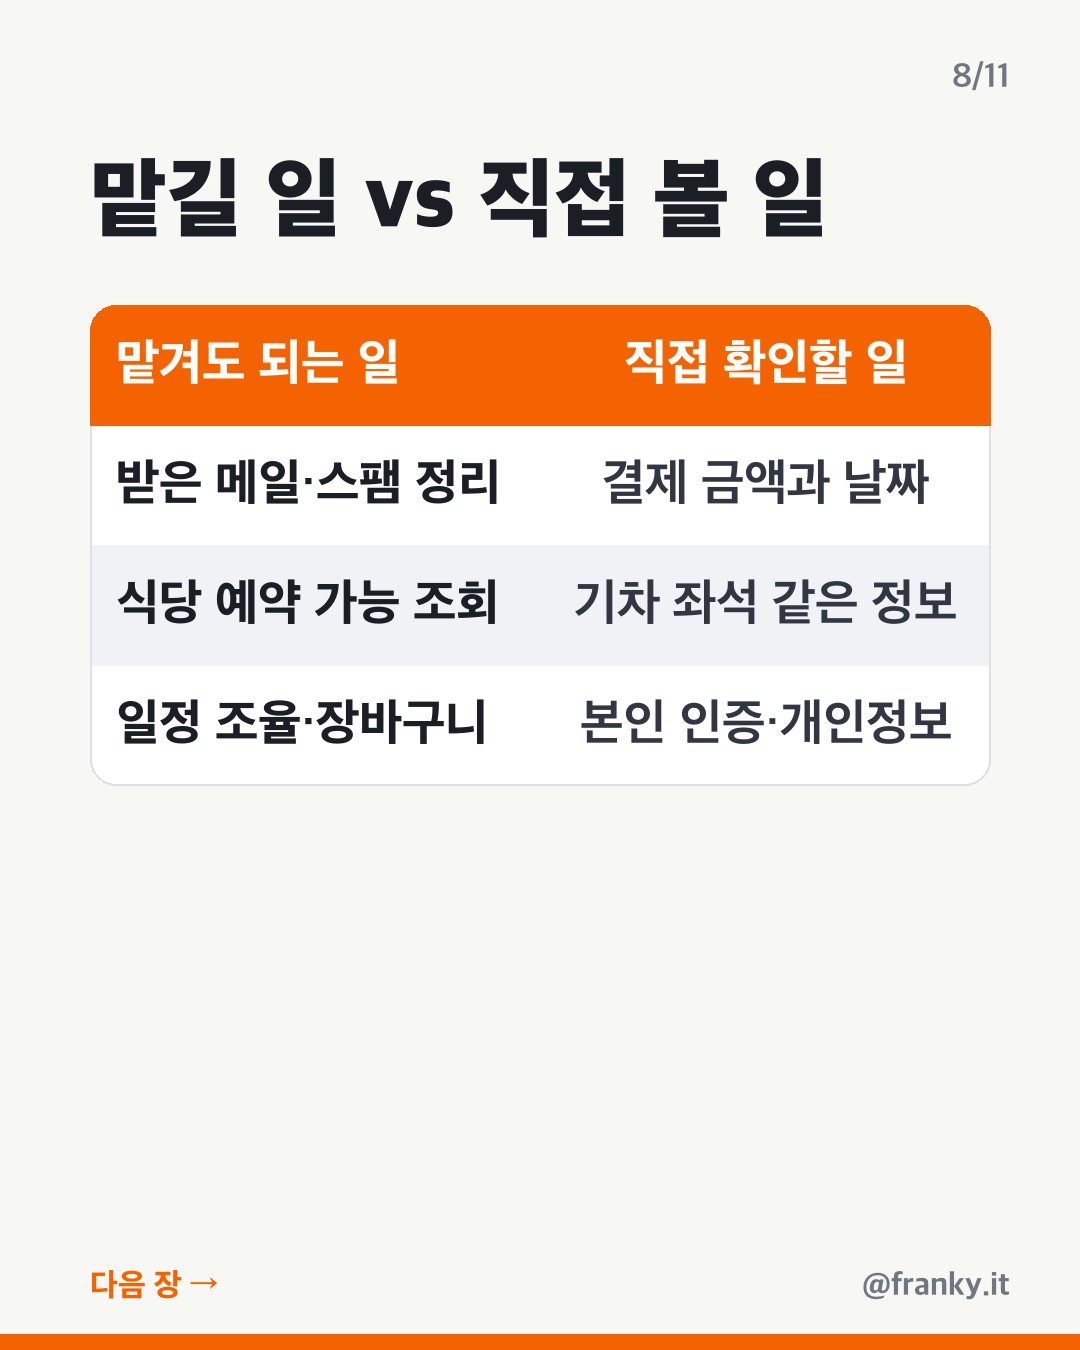 8/11
맡길 일 vs 직접 볼 일
맡겨도 되는 일 직접 확인할 일
받은 메일·스팸 정리 결제 금액과 날짜
식당 예약 가능 조회 기차 좌석 같은 정보
일정 조율·장바구니 본인 인증·개인정보
다음 장 → @franky.it